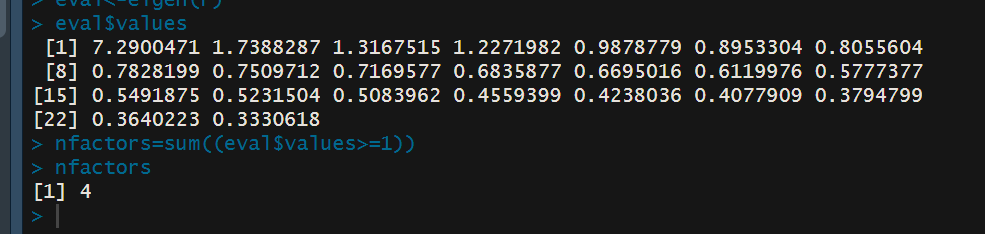 > eval<-eigen(r)
> eval$values
 [1] 7.2900471 1.7388287 1.3167515 1.2271982 0.9878779 0.8953304 0.8055604
 [8] 0.7828199 0.7509712 0.7169577 0.6835877 0.6695016 0.6119976 0.5777377
[15] 0.5491875 0.5231504 0.5083962 0.4559399 0.4238036 0.4077909 0.3794799
[22] 0.3640223 0.3330618
> nfactors=sum((eval$values>=1))
> nfactors
[1] 4
>